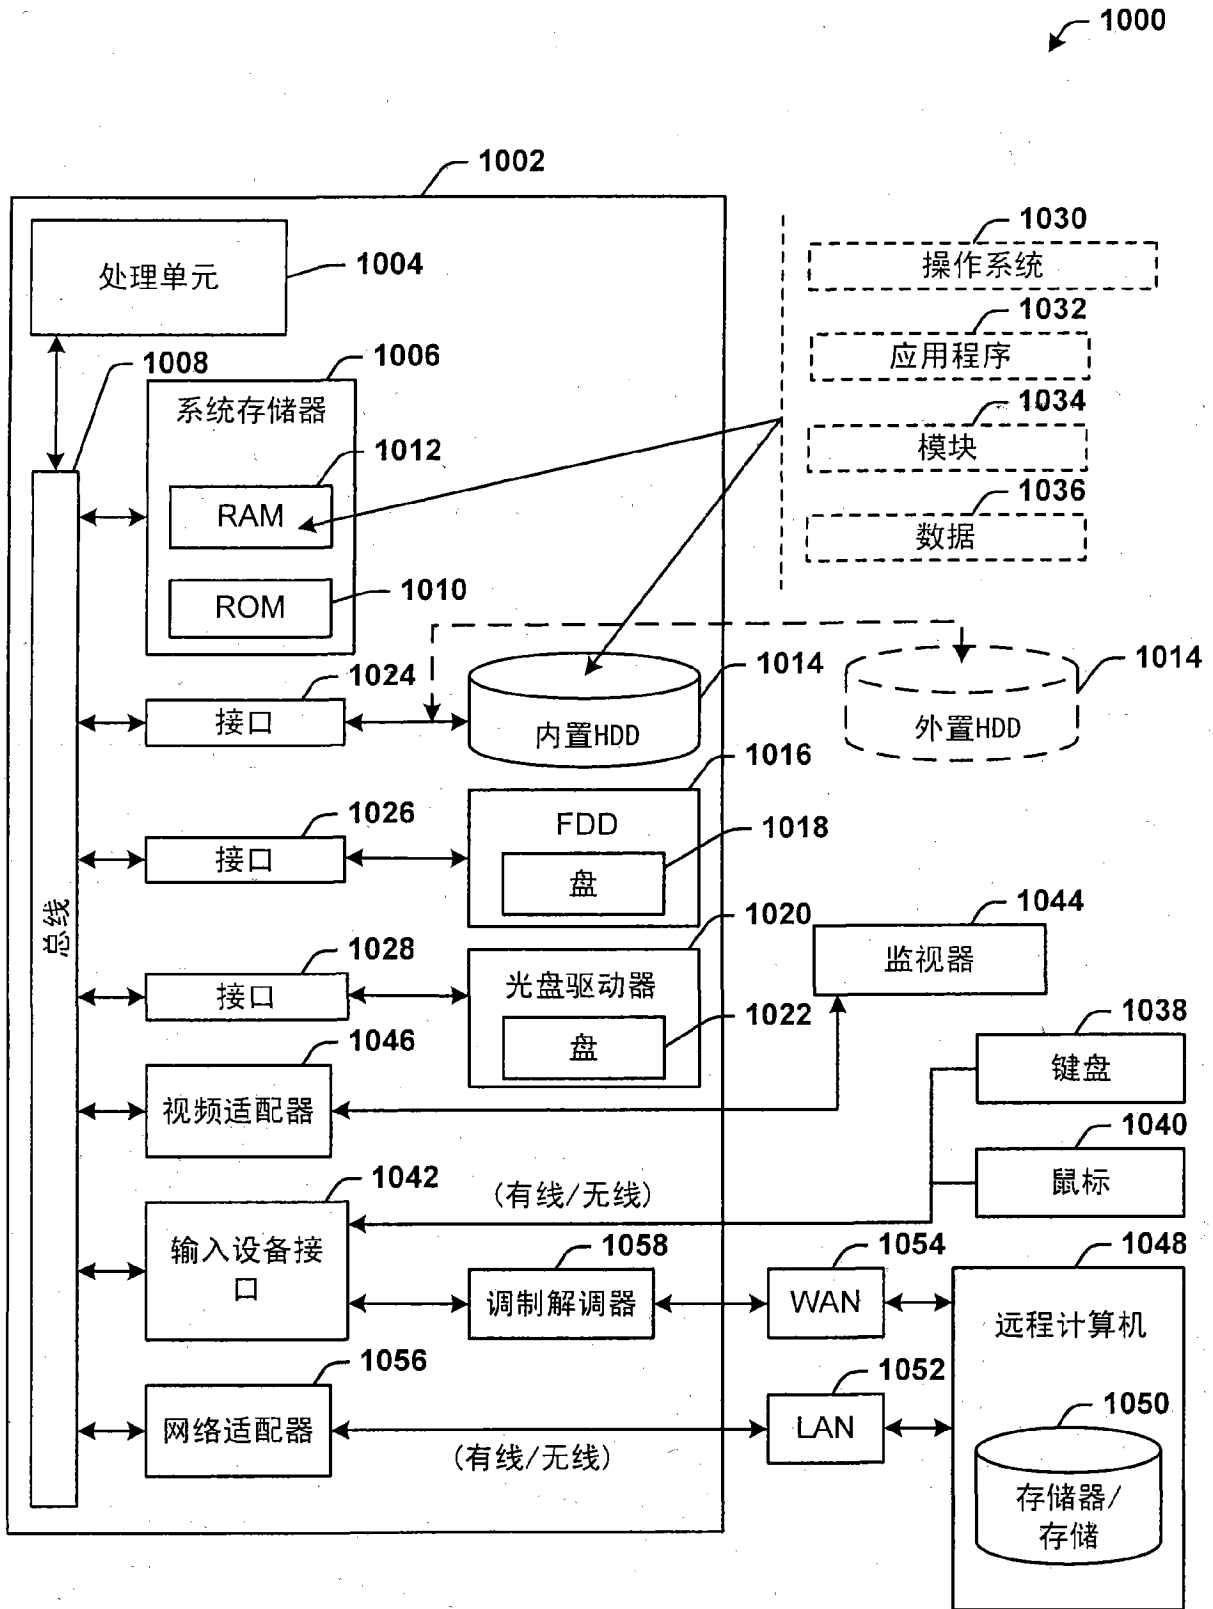 1000
1002
处理单元
1004
1030
操作系统
1032
应用程序
1008
1006
系统存储器
1034
模块
1012
RAM
1036
数据
1010
ROM
1024
接口
1014
内置HDD
1014
外置HDD
1016
FDD
1026
接口
1018
盘
总线
1020
光盘驱动器
1044
监视器
1028
接口
1022
盘
1038
键盘
1046
视频适配器
1040
鼠标
1042
输入设备接
口
(有线/无线)
1058
调制解调器
1054
WAN
1048
远程计算机
1056
网络适配器
(有线/无线)
1052
LAN
1050
存储器/
存储